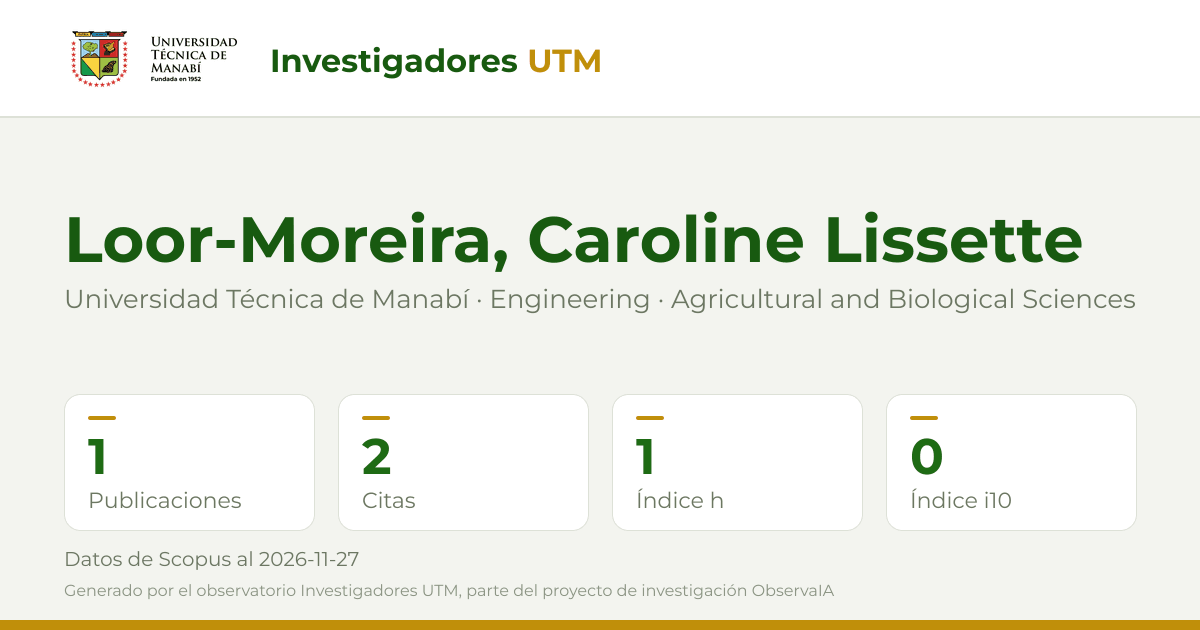 UNIVERSIDAD
TÉCNICA DE
MANABÍ
Fundada en 1952
Investigadores UTM
Loor-Moreira, Caroline Lissette
Universidad Técnica de Manabí · Engineering · Agricultural and Biological Sciences
1
Publicaciones
2
Citas
1
Índice h
0
Índice i10
Datos de Scopus al 2026-11-27
Generado por el observatorio Investigadores UTM, parte del proyecto de investigación ObservaIA